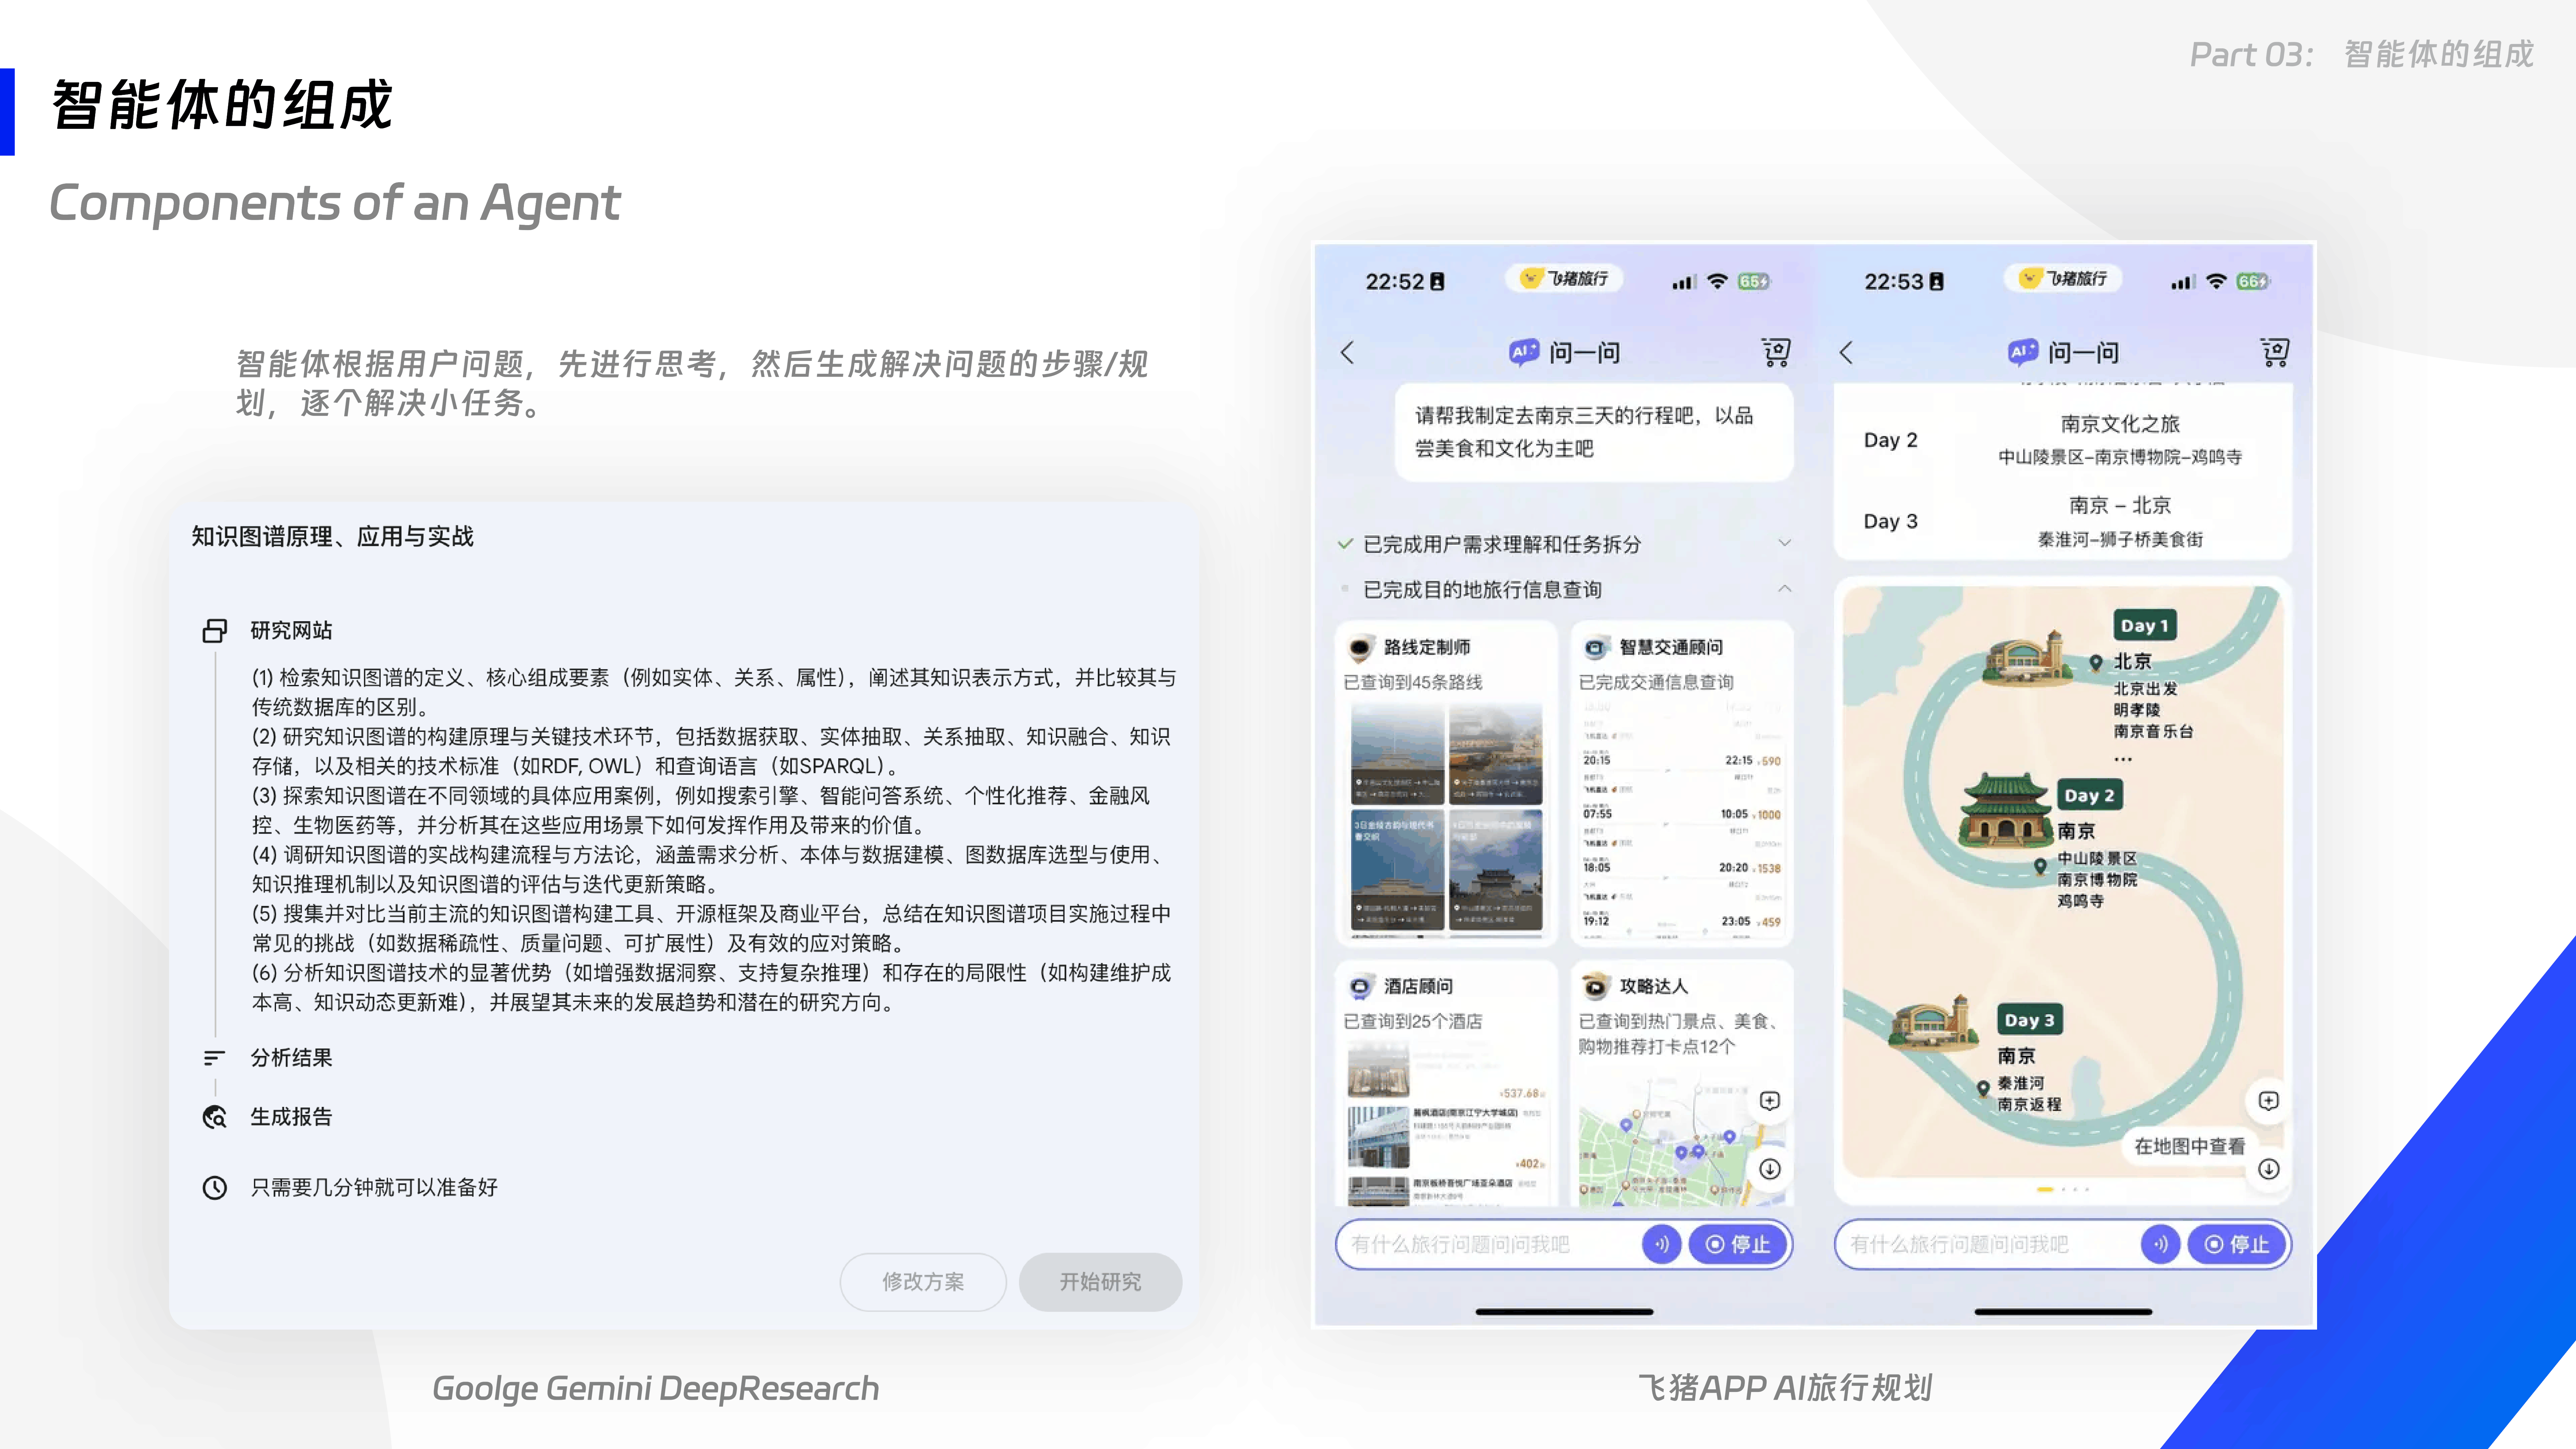 Part 03： 智能体的组成
智能体的组成
Components of an Agent
智能体根据用户问题，先进行思考，然后生成解决问题的步骤/规
划，逐个解决小任务。
知识图谱原理、应用与实战
研究网站
(1) 检索知识图谱的定义、核心组成要素（例如实体、关系、属性），阐述其知识表示方式，并比较其与
传统数据库的区别。
(2) 研究知识图谱的构建原理与关键技术环节，包括数据获取、实体抽取、关系抽取、知识融合、知识
存储，以及相关的技术标准（如RDF, OWL）和查询语言（如SPARQL）。
(3) 探索知识图谱在不同领域的具体应用案例，例如搜索引擎、智能问答系统、个性化推荐、金融风
控、生物医药等，并分析其在这些应用场景下如何发挥作用及带来的价值。
(4) 调研知识图谱的实战构建流程与方法论，涵盖需求分析、本体与数据建模、图数据库选型与使用、
知识推理机制以及知识图谱的评估与迭代更新策略。
(5) 搜集并对比当前主流的知识图谱构建工具、开源框架及商业平台，总结在知识图谱项目实施过程中
常见的挑战（如数据稀疏性、质量问题、可扩展性）及有效的应对策略。
(6) 分析知识图谱技术的显著优势（如增强数据洞察、支持复杂推理）和存在的局限性（如构建维护成
本高、知识动态更新难），并展望其未来的发展趋势和潜在的研究方向。
分析结果
生成报告
只需要几分钟就可以准备好
修改方案
开始研究
Goolge Gemini DeepResearch
22:52
飞猪旅行
65
AI 问一问
请帮我制定去南京三天的行程吧，以品
尝美食和文化为主吧
已完成用户需求理解和任务拆分
已完成目的地旅行信息查询
路线定制师
已查询到45条路线
智慧交通顾问
已完成交通信息查询
20:15
22:15 ¥590
07:55
10:05 ¥1000
18:05
20:20 ¥1538
19:12
23:05 ¥459
酒店顾问
已查询到25个酒店
¥537.68起
麗枫酒店(南京江宁大学城店)
¥402起
南京板桥吾悦广场亚朵酒店
攻略达人
已查询到热门景点、美食、
购物推荐打卡点12个
有什么旅行问题问问我吧
停止
22:53
飞猪旅行
66
AI 问一问
Day 2
南京文化之旅
中山陵景区–南京博物院–鸡鸣寺
Day 3
南京 – 北京
秦淮河–狮子桥美食街
Day 1
北京
北京出发
明孝陵
南京音乐台
...
Day 2
南京
中山陵景区
南京博物院
鸡鸣寺
Day 3
南京
秦淮河
南京返程
在地图中查看
有什么旅行问题问问我吧
停止
飞猪APP AI旅行规划